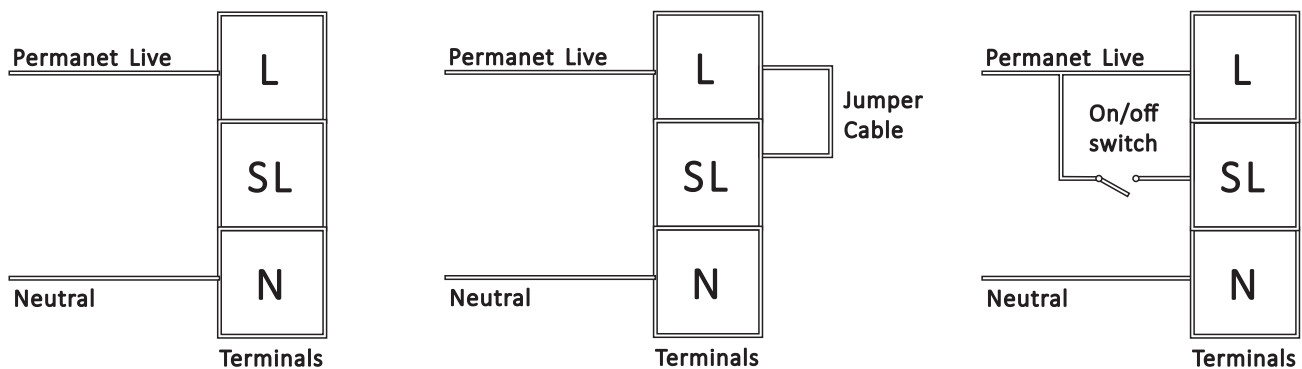 Permanet Live
L
SL
N
Neutral
Terminals
Permanet Live
L
Jumper
Cable
SL
N
Neutral
Terminals
Permanet Live
L
On/off
switch
SL
N
Neutral
Terminals